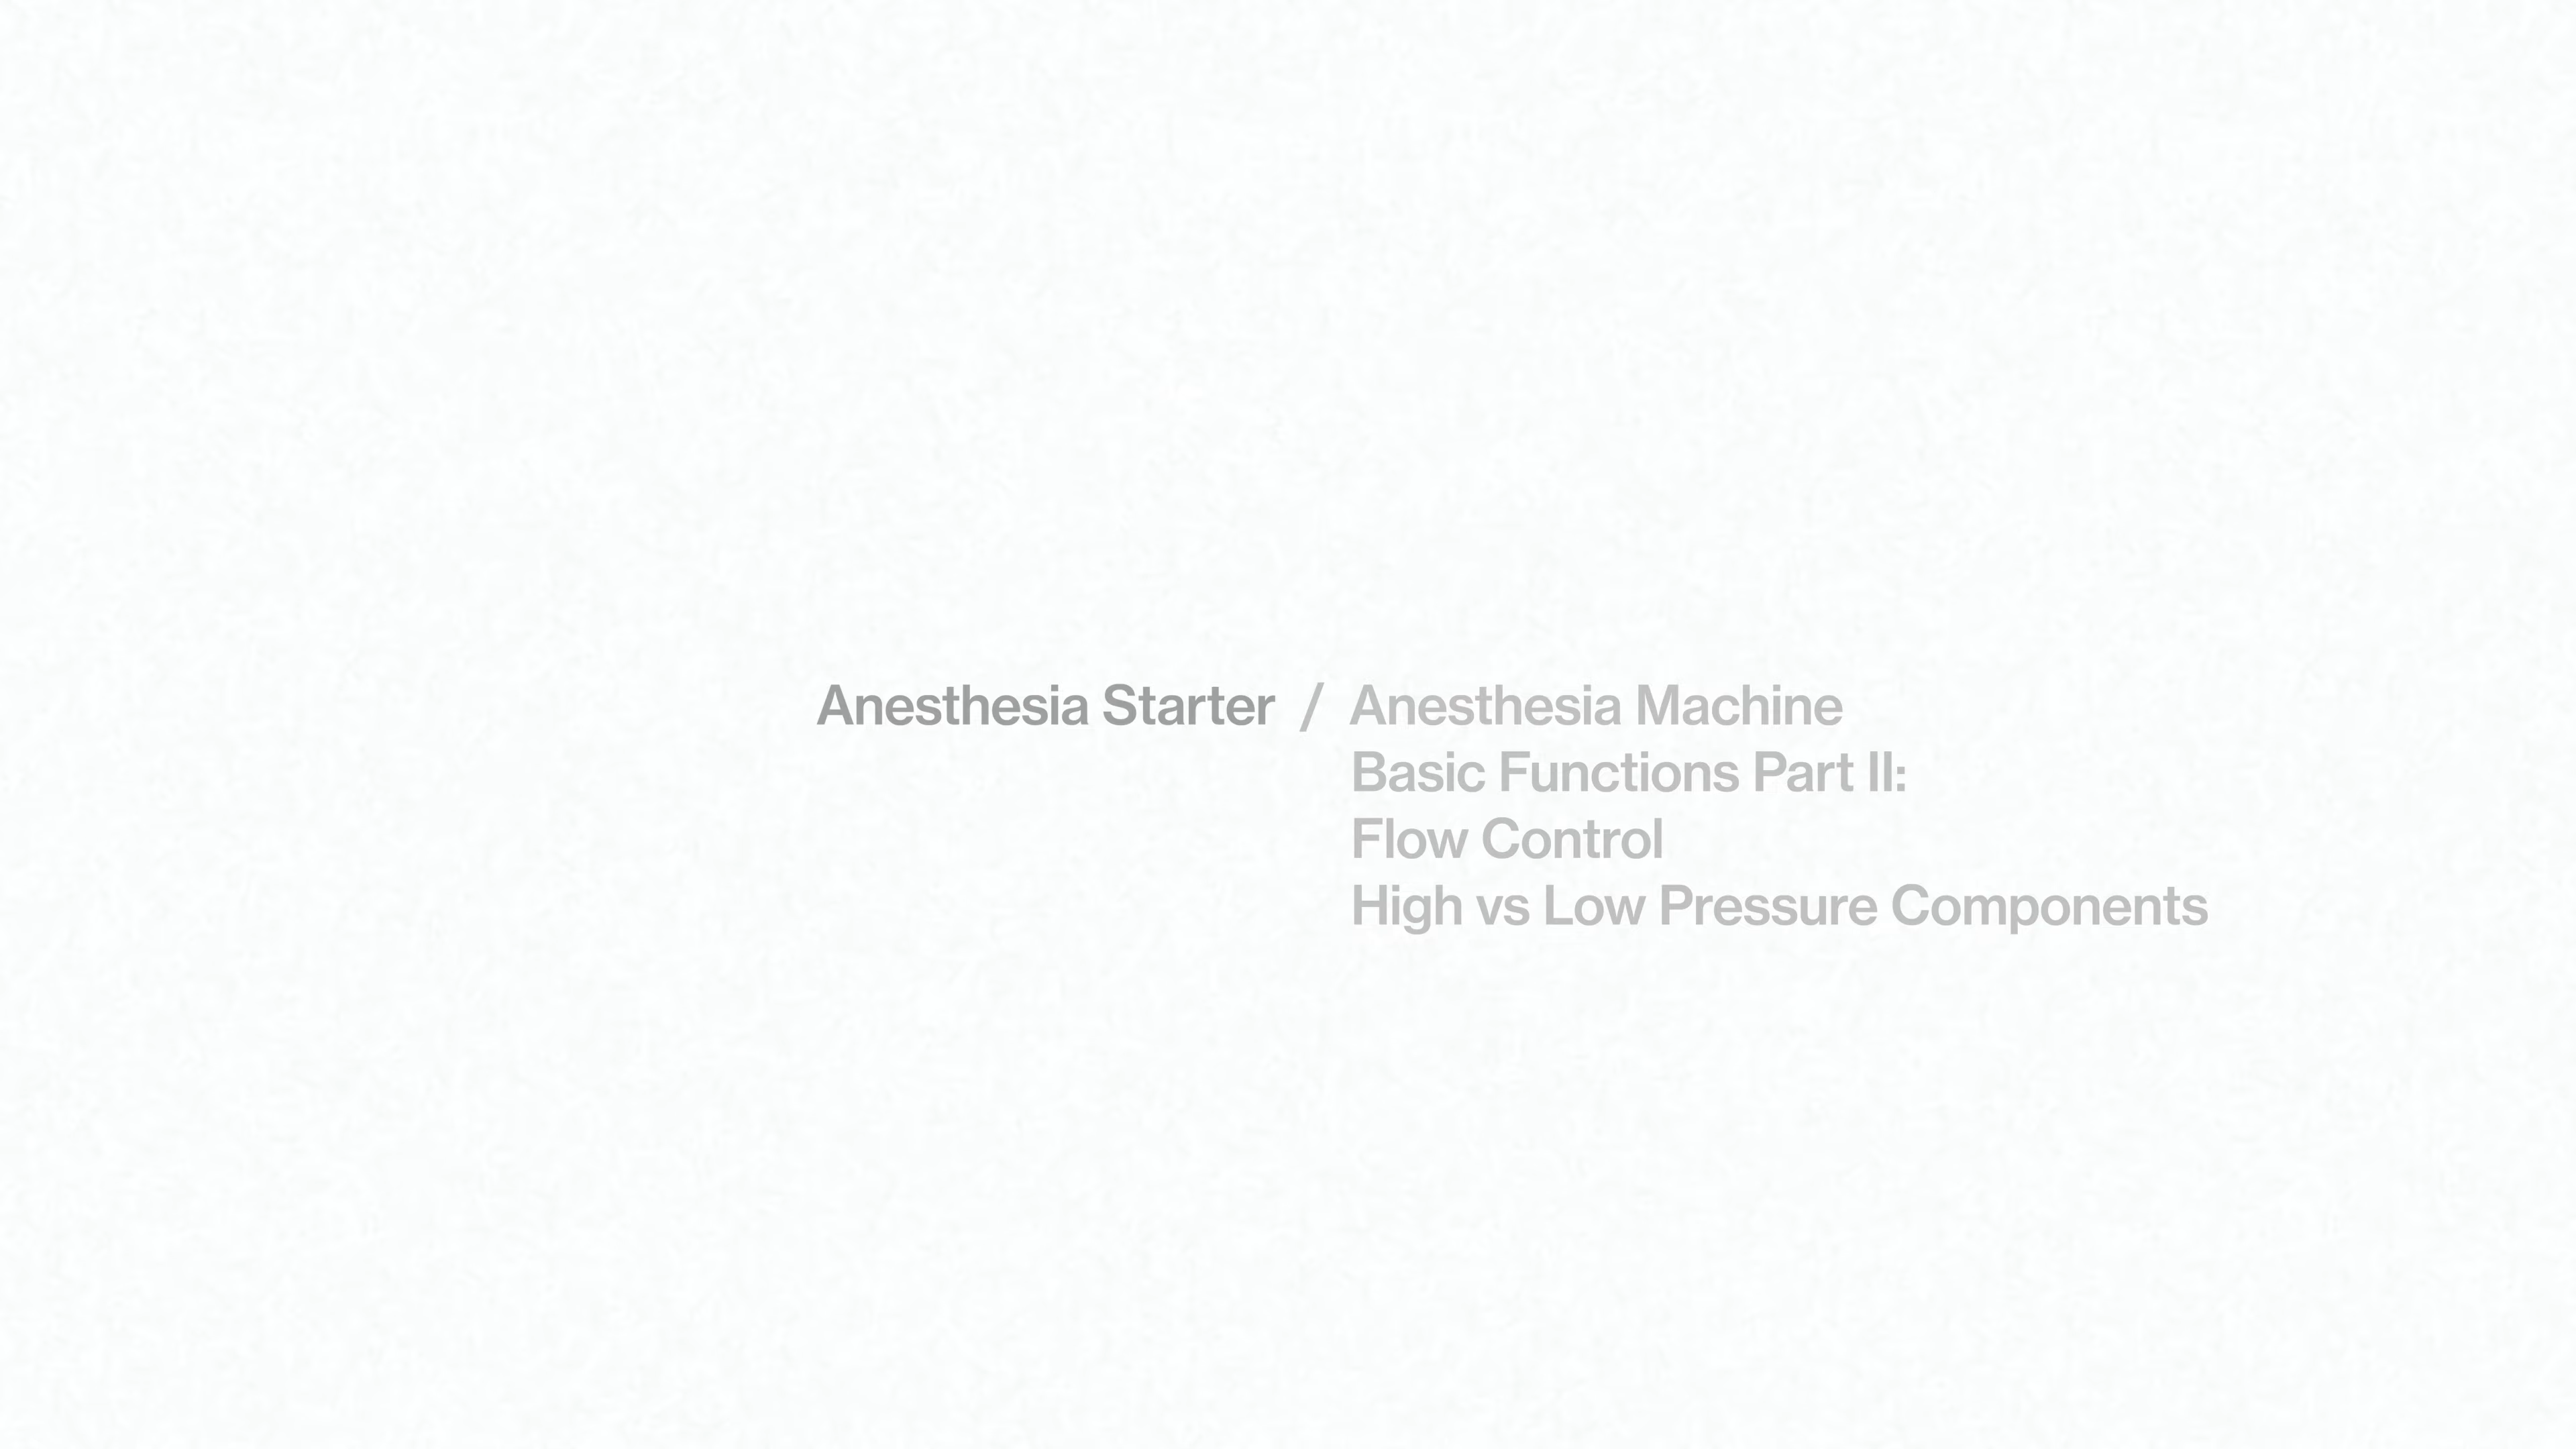 Anesthesia Starter / Anesthesia Machine
Basic Functions Part II:
Flow Control
High vs Low Pressure Components